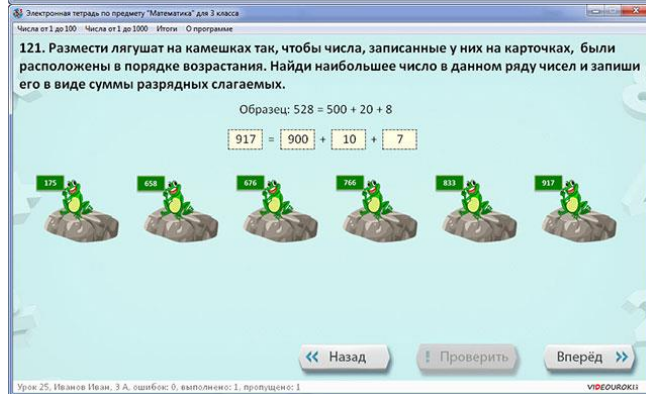 Электронная тетрадь по предмету "Математика" для 3 класса
Числа от 1 до 100 Числа от 1 до 1000 Итоги О программе
121. Размести лягушат на камешках так, чтобы числа, записанные у них на карточках, были
расположены в порядке возрастания. Найди наибольшее число в данном ряду чисел и запиши
его в виде суммы разрядных слагаемых.
Образец: 528 = 500 + 20 + 8
917 = 900 + 10 + 7
175 658 676 766 833 917
Назад ! Проверить Вперёд
Урок 25, Иванов Иван, 3 А, ошибок: 0, выполнено: 1, пропущено: 1 VIDEOUROKI